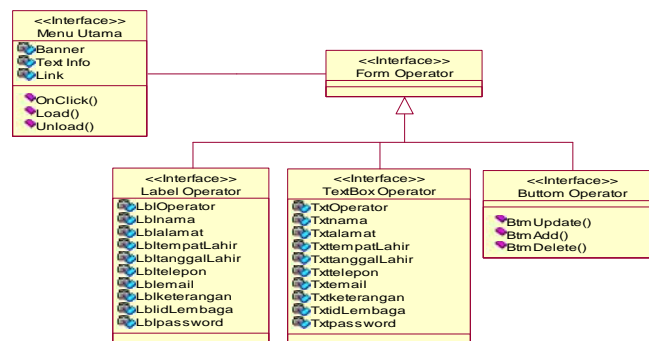 <<Interface>>
Menu Utama
Banner
Text Info
Link
OnClick()
Load()
Unload()
<<Interface>>
Form Operator
<<Interface>>
Label Operator
LblOperator
Lblnama
Lblalamat
LbltempatLahir
LbltanggalLahir
Lbltelepon
Lblemail
Lblketerangan
LblidLembaga
Lblpassword
<<Interface>>
TextBox Operator
TxtOperator
Txtnama
Txtalamat
TxttempatLahir
TxttanggalLahir
Txttelepon
Txtemail
Txtketerangan
TxtidLembaga
Txtpassword
<<Interface>>
Buttom Operator
BtmUpdate()
BtmAdd()
BtmDelete()